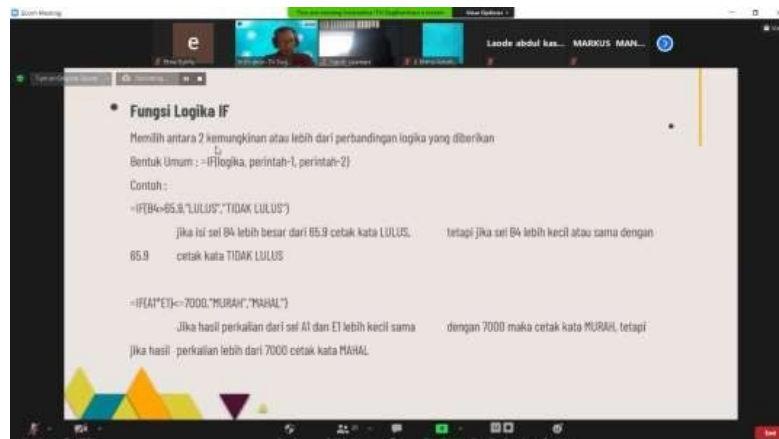 Zoom Meeting
View Options
e
Laode abdul kas...
MARKUS MAN...
Fungsi Logika IF
Memilih antara 2 kemungkinan atau lebih dari perbandingan logika yang diberikan
Bentuk Umum : =IF(logika, perintah-1, perintah-2)
Contoh :
=IF(B4>65.9,"LULUS","TIDAK LULUS")
jika isi sel B4 lebih besar dari 65.9 cetak kata LULUS, tetapi jika sel B4 lebih kecil atau sama dengan
65.9 cetak kata TIDAK LULUS
=IF(A1*E1)<=7000,"MURAH","MAHAL")
Jika hasil perkalian dari sel A1 dan E1 lebih kecil sama dengan 7000 maka cetak kata MURAH, tetapi
jika hasil perkalian lebih dari 7000 cetak kata MAHAL
End